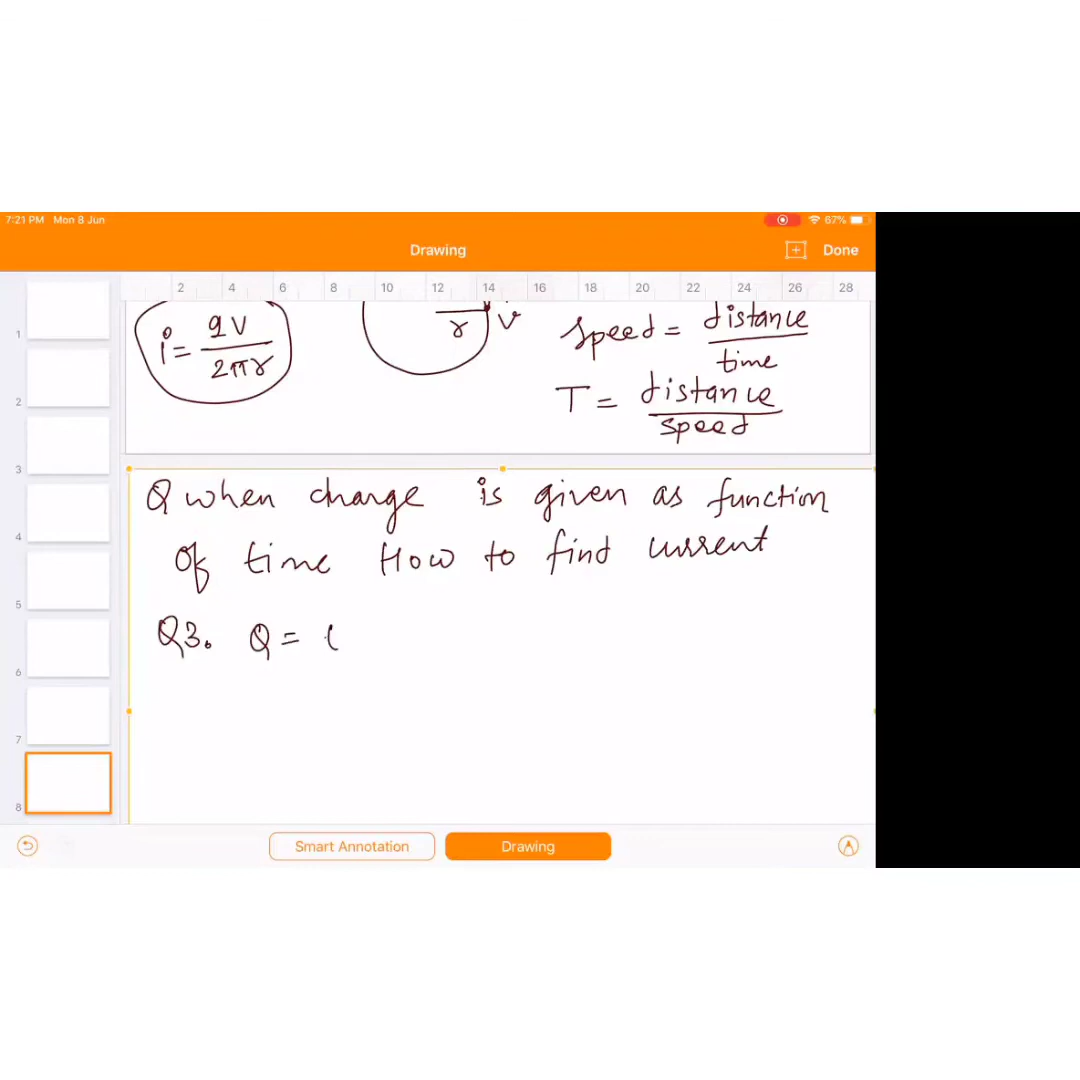 7:21 PM Mon 8 Jun
67%
Drawing
Done
2 4 6 8 10 12 14 16 18 20 22 24 26 28
i = qv / 2πr
r
v
speed = distance / time
T = distance / speed
Q when charge is given as function
of time How to find current
Q3. Q = (
1
2
3
4
5
6
7
8
Smart Annotation
Drawing